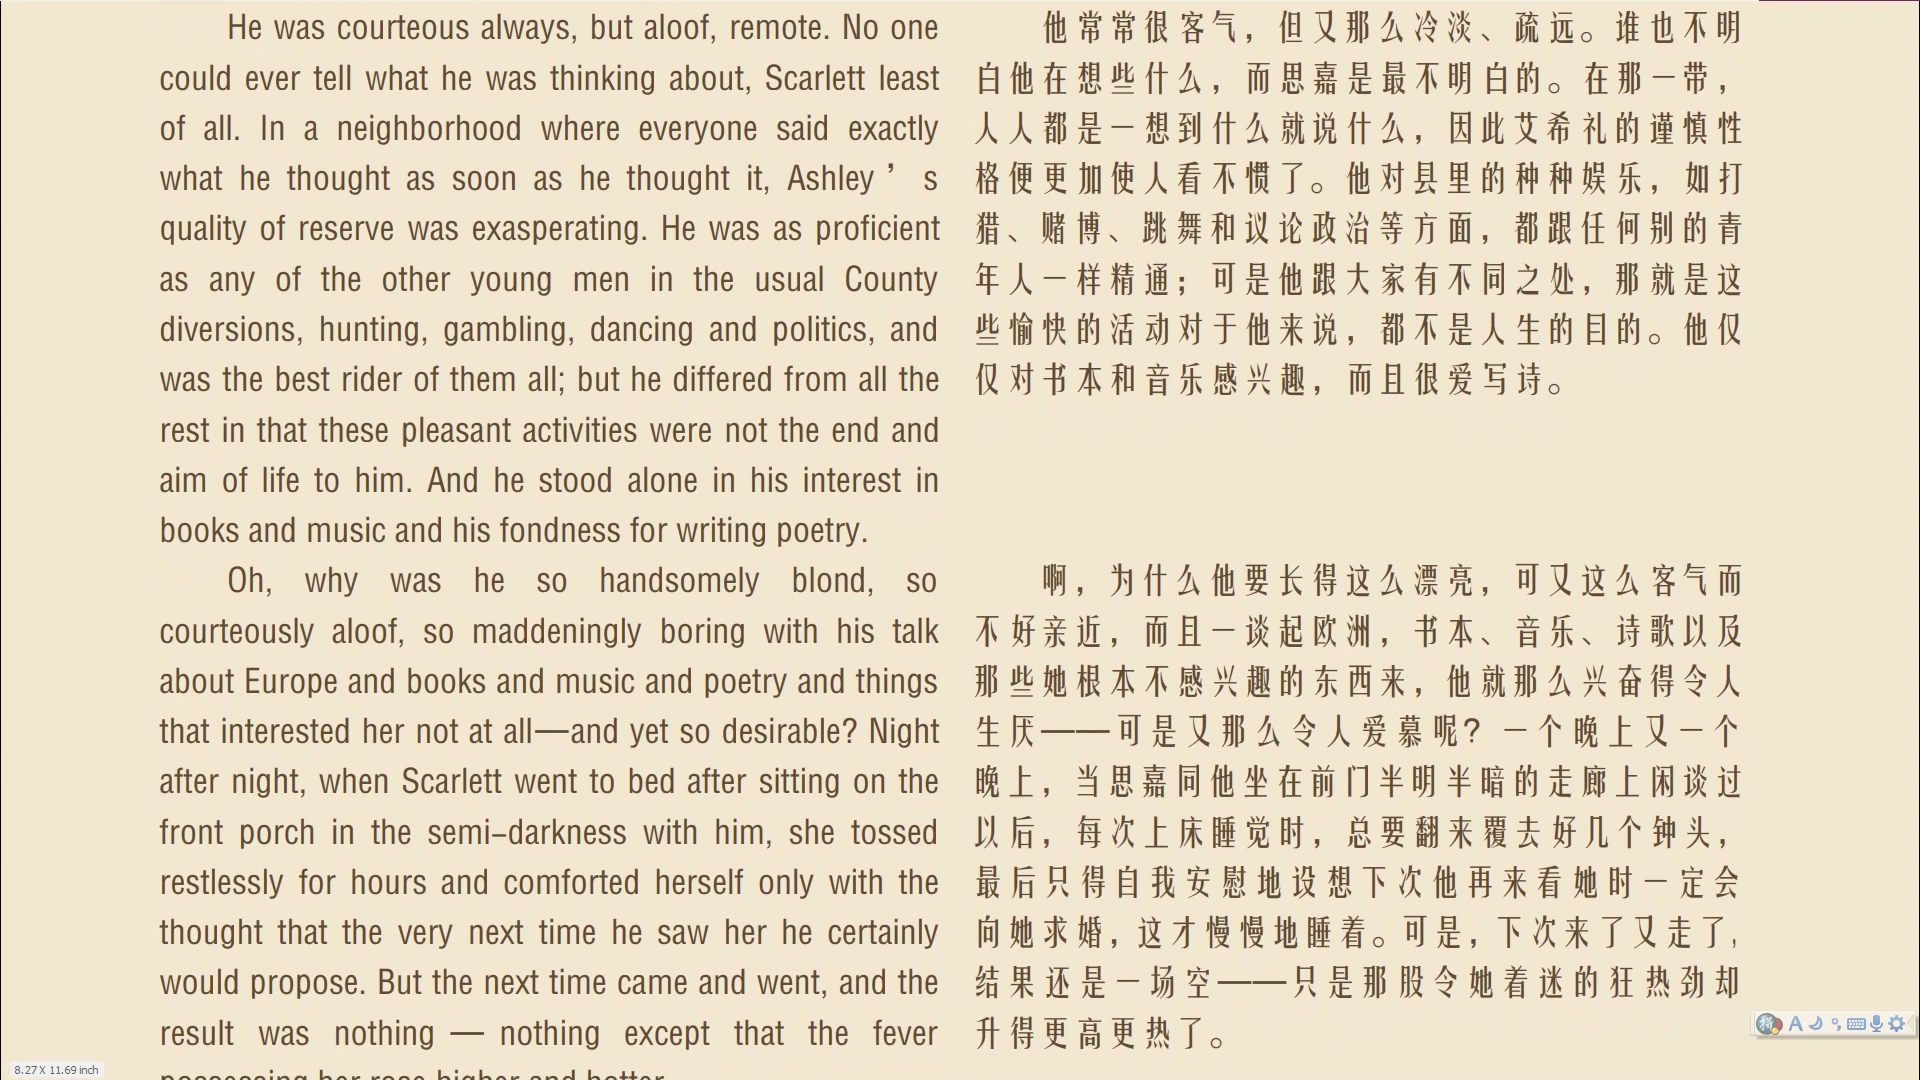 He was courteous always, but aloof, remote. No one
could ever tell what he was thinking about, Scarlett least
of all. In a neighborhood where everyone said exactly
what he thought as soon as he thought it, Ashley ’ s
quality of reserve was exasperating. He was as proficient
as any of the other young men in the usual County
diversions, hunting, gambling, dancing and politics, and
was the best rider of them all; but he differed from all the
rest in that these pleasant activities were not the end and
aim of life to him. And he stood alone in his interest in
books and music and his fondness for writing poetry.
Oh, why was he so handsomely blond, so
courteously aloof, so maddeningly boring with his talk
about Europe and books and music and poetry and things
that interested her not at all—and yet so desirable? Night
after night, when Scarlett went to bed after sitting on the
front porch in the semi–darkness with him, she tossed
restlessly for hours and comforted herself only with the
thought that the very next time he saw her he certainly
would propose. But the next time came and went, and the
result was nothing — nothing except that the fever
possessing her rose higher and hotter.
他常常很客气，但又那么冷淡、疏远。谁也不明
白他在想些什么，而思嘉是最不明白的。在那一带，
人人都是一想到什么就说什么，因此艾希礼的谨慎性
格便更加使人看不惯了。他对县里的种种娱乐，如打
猎、赌博、跳舞和议论政治等方面，都跟任何别的青
年人一样精通；可是他跟大家有不同之处，那就是这
些愉快的活动对于他来说，都不是人生的目的。他仅
仅对书本和音乐感兴趣，而且很爱写诗。
啊，为什么他要长得这么漂亮，可又这么客气而
不好亲近，而且一谈起欧洲，书本、音乐、诗歌以及
那些她根本不感兴趣的东西来，他就那么兴奋得令人
生厌——可是又那么令人爱慕呢？一个晚上又一个
晚上，当思嘉同他坐在前门半明半暗的走廊上闲谈过
以后，每次上床睡觉时，总要翻来覆去好几个钟头，
最后只得自我安慰地设想下次他再来看她时一定会
向她求婚，这才慢慢地睡着。可是，下次来了又走了，
结果还是一场空——只是那股令她着迷的狂热劲却
升得更高更热了。
8.27 X 11.69 inch